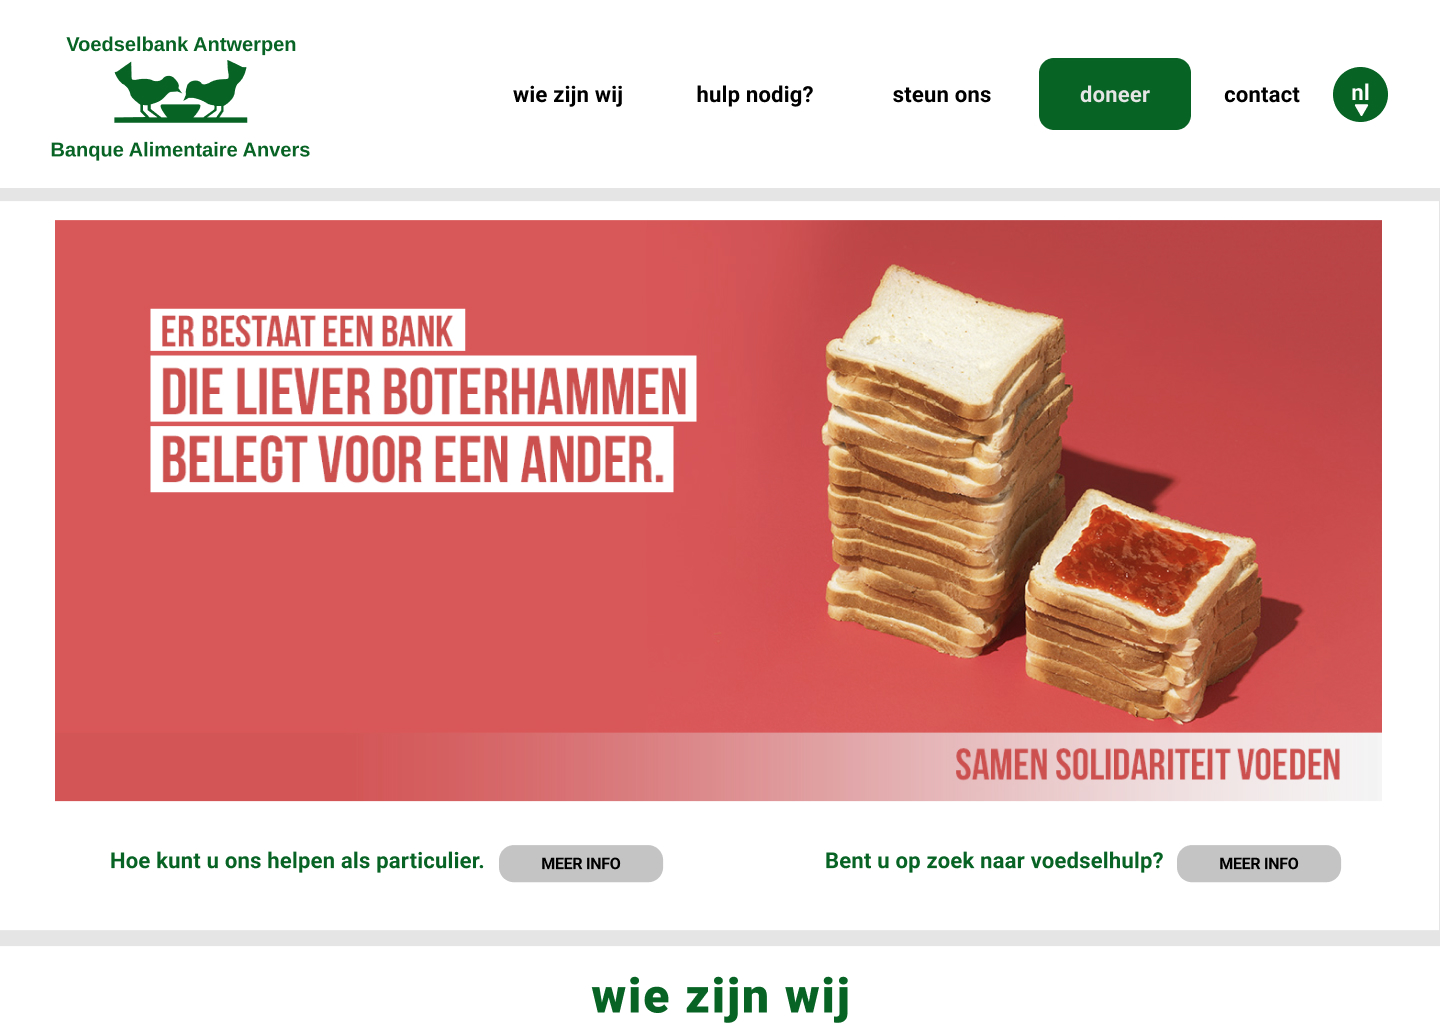 Voedselbank Antwerpen
Banque Alimentaire Anvers
wie zijn wij
hulp nodig?
steun ons
doneer
contact
nl
ER BESTAAT EEN BANK
DIE LIEVER BOTERHAMMEN
BELEGT VOOR EEN ANDER.
SAMEN SOLIDARITEIT VOEDEN
Hoe kunt u ons helpen als particulier.
MEER INFO
Bent u op zoek naar voedselhulp?
MEER INFO
wie zijn wij